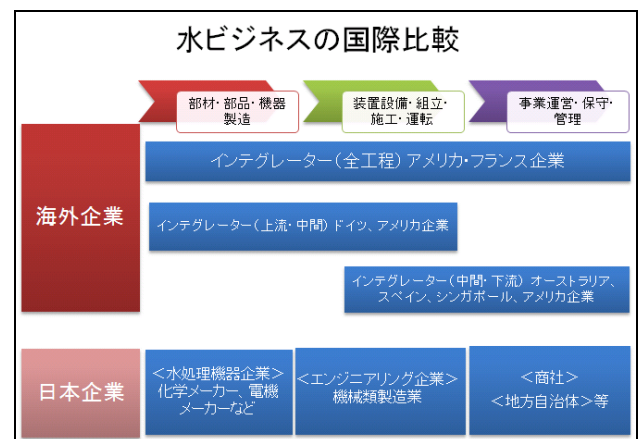 水ビジネスの国際比較
部材・部品・機器
製造
装置設備・組立・
施工・運転
事業運営・保守・
管理
海外企業
インテグレーター(全工程) アメリカ・フランス企業
インテグレーター(上流・中間) ドイツ、アメリカ企業
インテグレーター(中間・下流) オーストラリア、
スペイン、シンガポール、アメリカ企業
日本企業
<水処理機器企業>
化学メーカー、電機
メーカーなど
<エンジニアリング企業>
機械類製造業
<商社>
<地方自治体>等